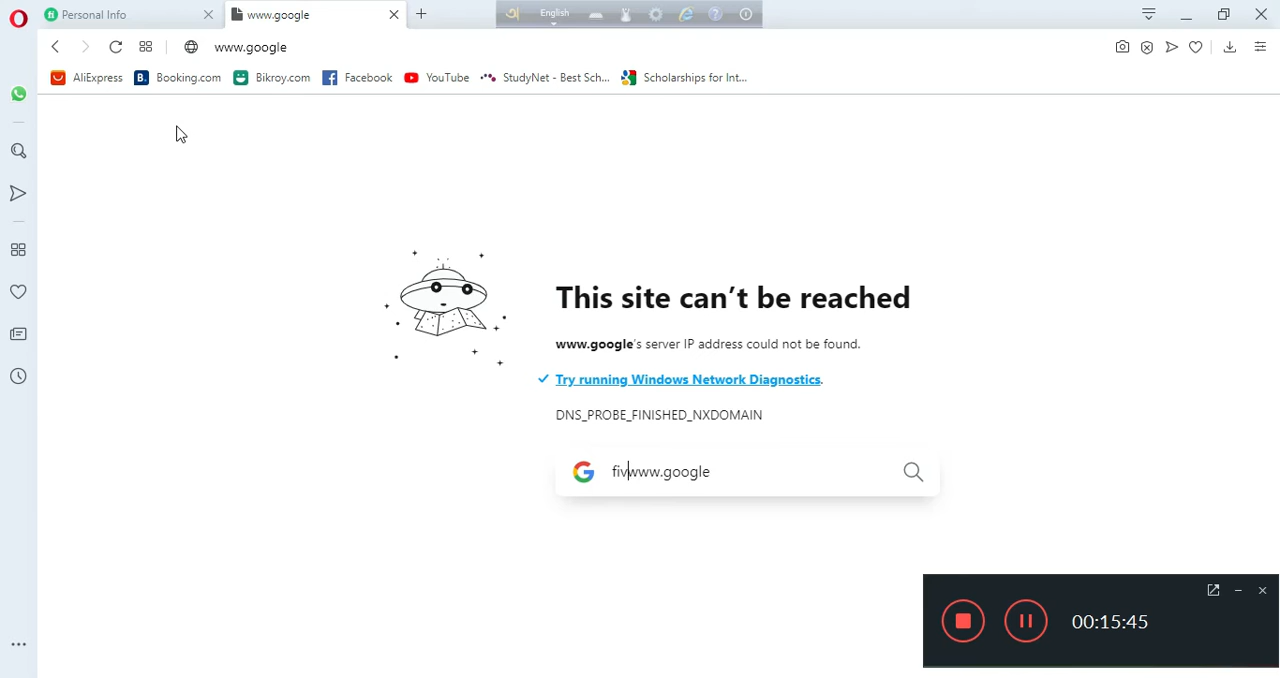 Personal Info
www.google
English
www.google
AliExpress
Booking.com
Bikroy.com
Facebook
YouTube
StudyNet - Best Sch...
Scholarships for Int...
This site can't be reached
www.google's server IP address could not be found.
Try running Windows Network Diagnostics.
DNS_PROBE_FINISHED_NXDOMAIN
fivwww.google
00:15:45